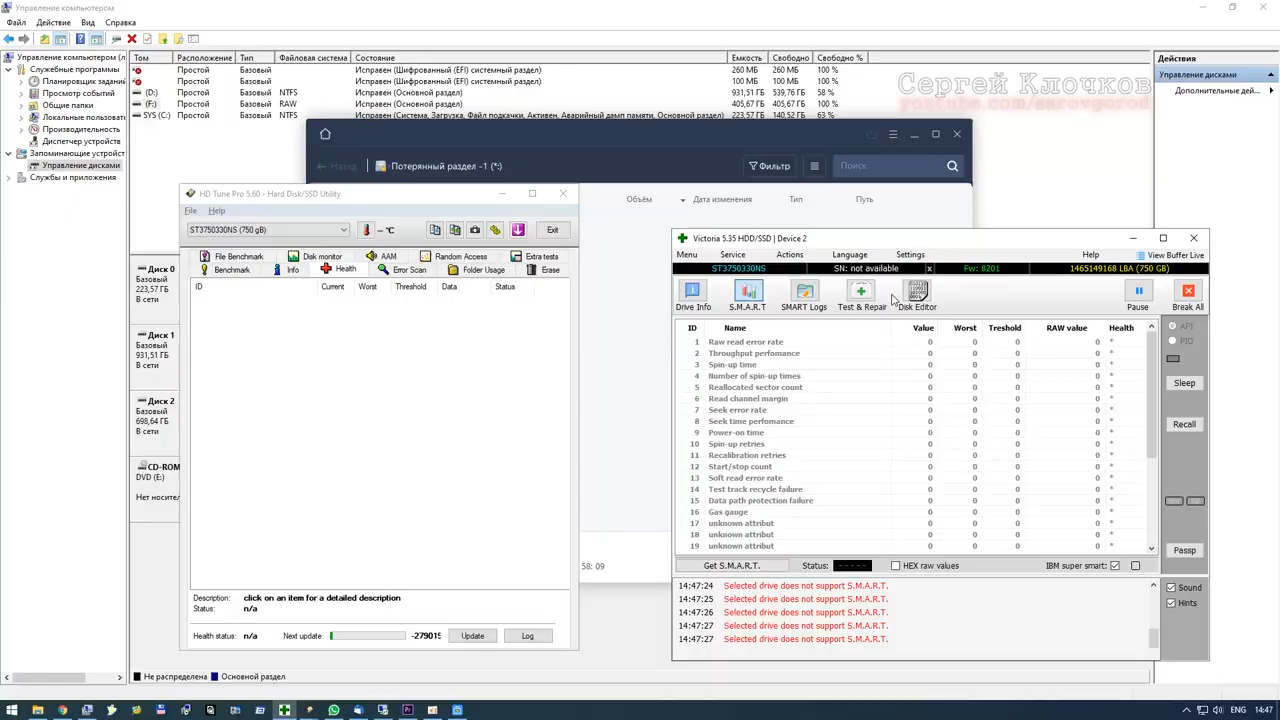 Управление компьютером
Файл Действие Вид Справка
Управление компьютером (л
Служебные программы
Планировщик задани
Просмотр событий
Общие папки
Локальные пользоват
Производительность
Диспетчер устройств
Запоминающие устройст
Управление дисками
Службы и приложения
Том Расположение Тип Файловая система Состояние Емкость Свободно Свободно %
Простой Базовый Исправен (Шифрованный (EFI) системный раздел) 260 МБ 260 МБ 100 %
Простой Базовый Исправен (Шифрованный (EFI) системный раздел) 100 МБ 100 МБ 100 %
(D:) Простой Базовый NTFS Исправен (Основной раздел) 931,51 ГБ 539,76 ГБ 58 %
(F:) Простой Базовый RAW Исправен (Основной раздел) 405,67 ГБ 405,67 ГБ 100 %
SYS (C:) Простой Базовый NTFS Исправен (Система, Загрузка, Файл подкачки, Активен, Аварийный дамп памяти, Основной раздел) 223,57 ГБ 140,52 ГБ 63 %
Действия
Управление дисками
Дополнительные дей...
Сергей Клочков
youtube.com/sarovgorod
Назад Потерянный раздел -1 (*:) Фильтр Поиск
Объём Дата изменения Тип Путь
58: 09
Диск 0
Базовый
223,57 ГБ
В сети
Диск 1
Базовый
931,51 ГБ
В сети
Диск 2
Базовый
698,64 ГБ
В сети
CD-ROM
DVD (E:)
Нет носител
Не распределена Основной раздел
HD Tune Pro 5.60 - Hard Disk/SSD Utility
File Help
ST3750330NS (750 gB) – °C Exit
File Benchmark Disk monitor AAM Random Access Extra tests
Benchmark Info Health Error Scan Folder Usage Erase
ID Current Worst Threshold Data Status
Description: click on an item for a detailed description
Status: n/a
Health status: n/a Next update: -279015 Update Log
Victoria 5.35 HDD/SSD | Device 2
Menu Service Actions Language Settings Help View Buffer Live
ST3750330NS SN: not available x Fw: 8201 1465149168 LBA (750 GB)
Drive Info S.M.A.R.T SMART Logs Test & Repair Disk Editor Pause Break All
ID Name Value Worst Treshold RAW value Health
1 Raw read error rate 0 0 0 0 *
2 Throughput perfomance 0 0 0 0 *
3 Spin-up time 0 0 0 0 *
4 Number of spin-up times 0 0 0 0 *
5 Reallocated sector count 0 0 0 0 *
6 Read channel margin 0 0 0 0 *
7 Seek error rate 0 0 0 0 *
8 Seek time perfomance 0 0 0 0 *
9 Power-on time 0 0 0 0 *
10 Spin-up retries 0 0 0 0 *
11 Recalibration retries 0 0 0 0 *
12 Start/stop count 0 0 0 0 *
13 Soft read error rate 0 0 0 0 *
14 Test track recycle failure 0 0 0 0 *
15 Data path protection failure 0 0 0 0 *
16 Gas gauge 0 0 0 0 *
17 unknown attribut 0 0 0 0 *
18 unknown attribut 0 0 0 0 *
19 unknown attribut 0 0 0 0 *
API
PIO
Sleep
Recall
Passp
Get S.M.A.R.T. Status: - - - - - HEX raw values IBM super smart:
14:47:24 Selected drive does not support S.M.A.R.T.
14:47:25 Selected drive does not support S.M.A.R.T.
14:47:26 Selected drive does not support S.M.A.R.T.
14:47:27 Selected drive does not support S.M.A.R.T.
14:47:27 Selected drive does not support S.M.A.R.T.
Sound
Hints
ENG 14:47